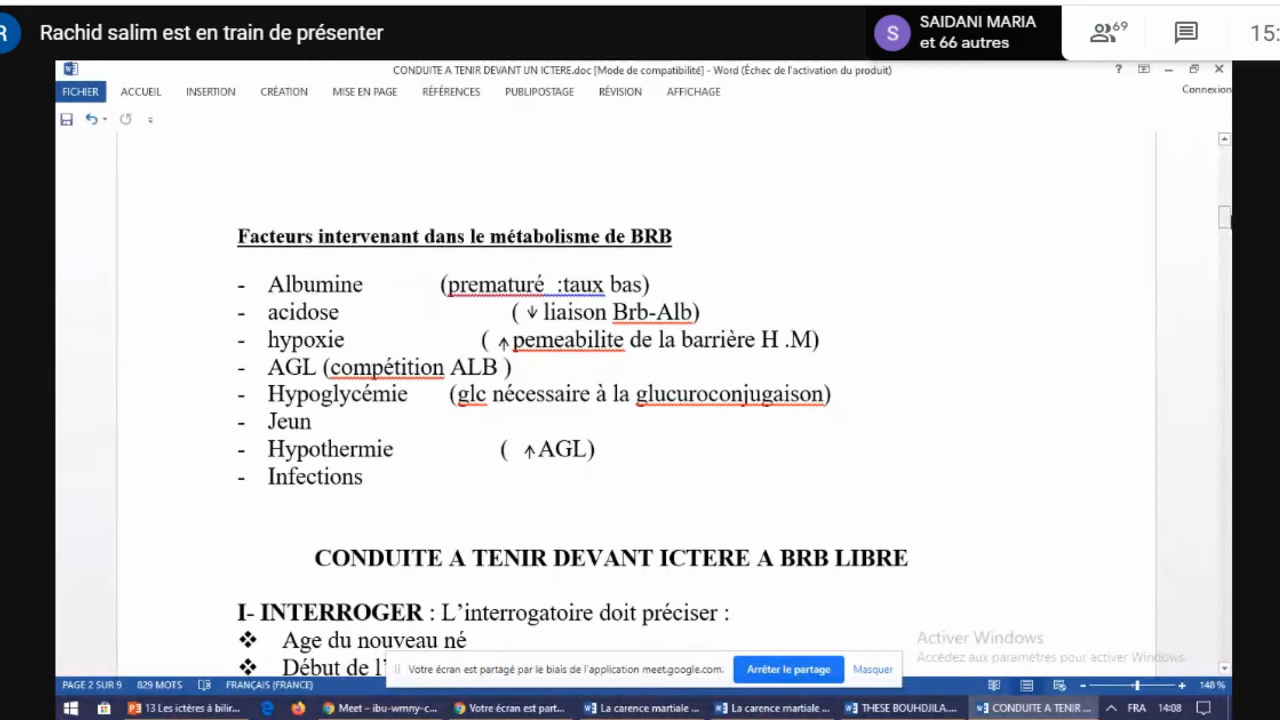 R
Rachid salim est en train de présenter
S
SAIDANI MARIA
et 66 autres
69
15:
CONDUITE A TENIR DEVANT UN ICTERE.doc [Mode de compatibilité] - Word (Échec de l'activation du produit)
?
FICHIER ACCUEIL INSERTION CRÉATION MISE EN PAGE RÉFÉRENCES PUBLIPOSTAGE RÉVISION AFFICHAGE
Connexion
Facteurs intervenant dans le métabolisme de BRB
- Albumine (prematuré :taux bas)
- acidose ( ↓ liaison Brb-Alb)
- hypoxie ( ↑ pemeabilite de la barrière H .M)
- AGL (compétition ALB )
- Hypoglycémie (glc nécessaire à la glucuroconjugaison)
- Jeun
- Hypothermie ( ↑ AGL)
- Infections
CONDUITE A TENIR DEVANT ICTERE A BRB LIBRE
I- INTERROGER : L'interrogatoire doit préciser :
❖ Age du nouveau né
❖ Début de l'
Activer Windows
Accédez aux paramètres pour activer Windows.
Votre écran est partagé par le biais de l'application meet.google.com.
Arrêter le partage
Masquer
PAGE 2 SUR 9 829 MOTS FRANÇAIS (FRANCE)
148 %
13 Les ictères à bilir... Meet – ibu-wrnny-c... Votre écran est part... La carence martiale ... La carence martiale ... THESE BOUHDJILA... CONDUITE A TENIR ... FRA 14:08